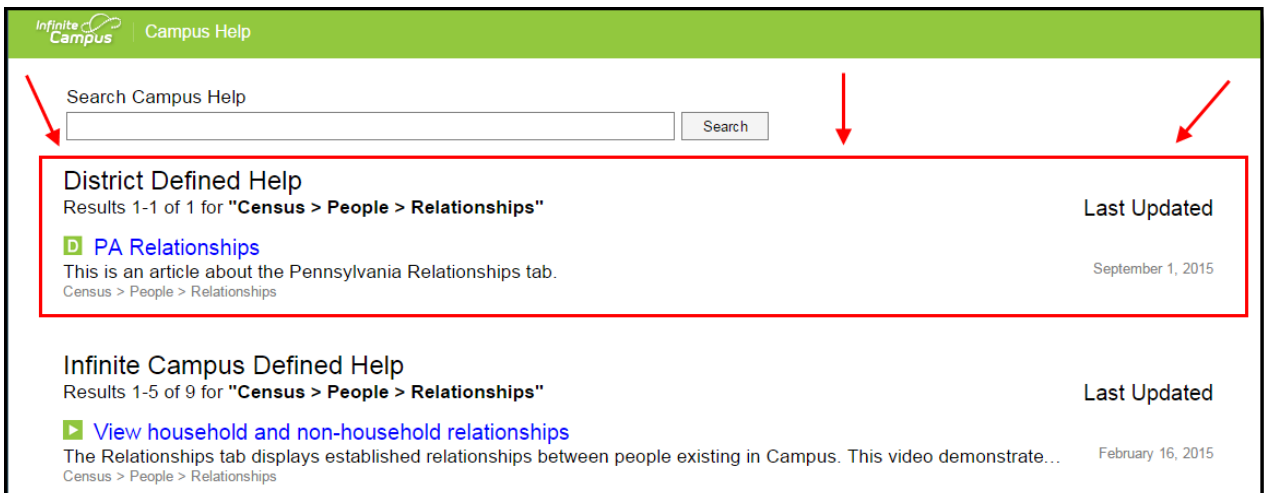 Infinite Campus
Campus Help
Search Campus Help
Search
District Defined Help
Results 1-1 of 1 for "Census > People > Relationships"
Last Updated
D PA Relationships
This is an article about the Pennsylvania Relationships tab.
September 1, 2015
Census > People > Relationships
Infinite Campus Defined Help
Results 1-5 of 9 for "Census > People > Relationships"
Last Updated
View household and non-household relationships
The Relationships tab displays established relationships between people existing in Campus. This video demonstrate...
February 16, 2015
Census > People > Relationships